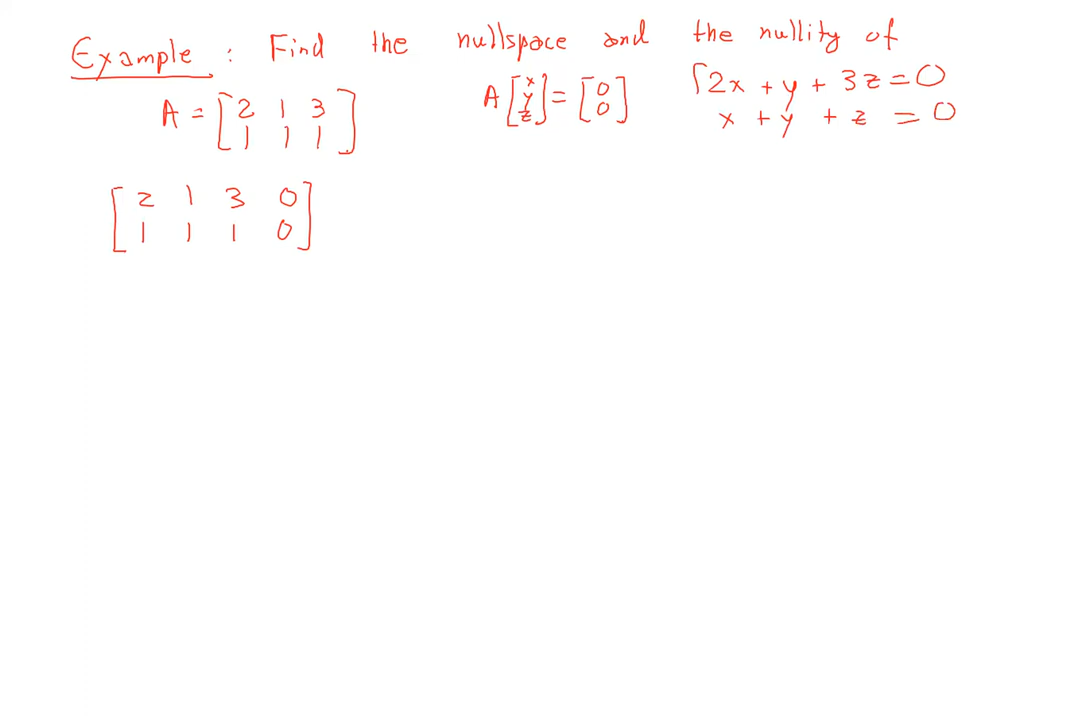 Example : Find the nullspace and the nullity of
A = [2 1 3
1 1 1]
A [x y z] = [0 0]
2x + y + 3z = 0
x + y + z = 0
[2 1 3 0
1 1 1 0]